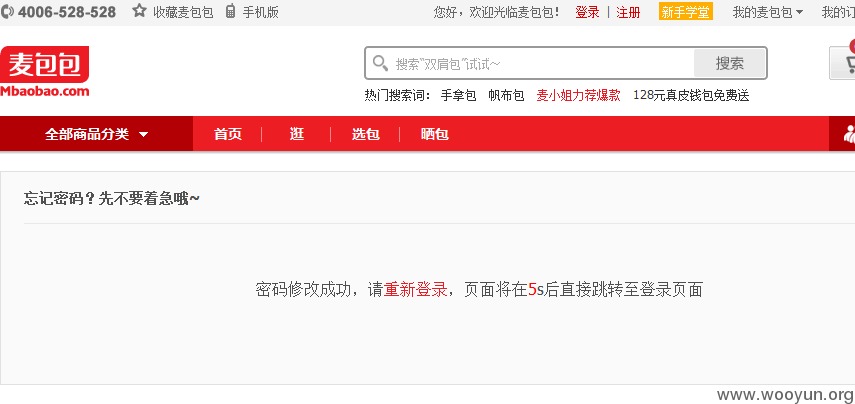 4006-528-528 收藏麦包包 手机版 您好，欢迎光临麦包包！ 登录 | 注册 新手学堂 我的麦包包 我的订
麦包包
Mbaobao.com
搜索“双肩包”试试~ 搜索
热门搜索词： 手拿包 帆布包 麦小姐力荐爆款 128元真皮钱包免费送
全部商品分类 首页 逛 选包 晒包
忘记密码？先不要着急哦~
密码修改成功，请重新登录，页面将在5s后直接跳转至登录页面
www.wooyun.org